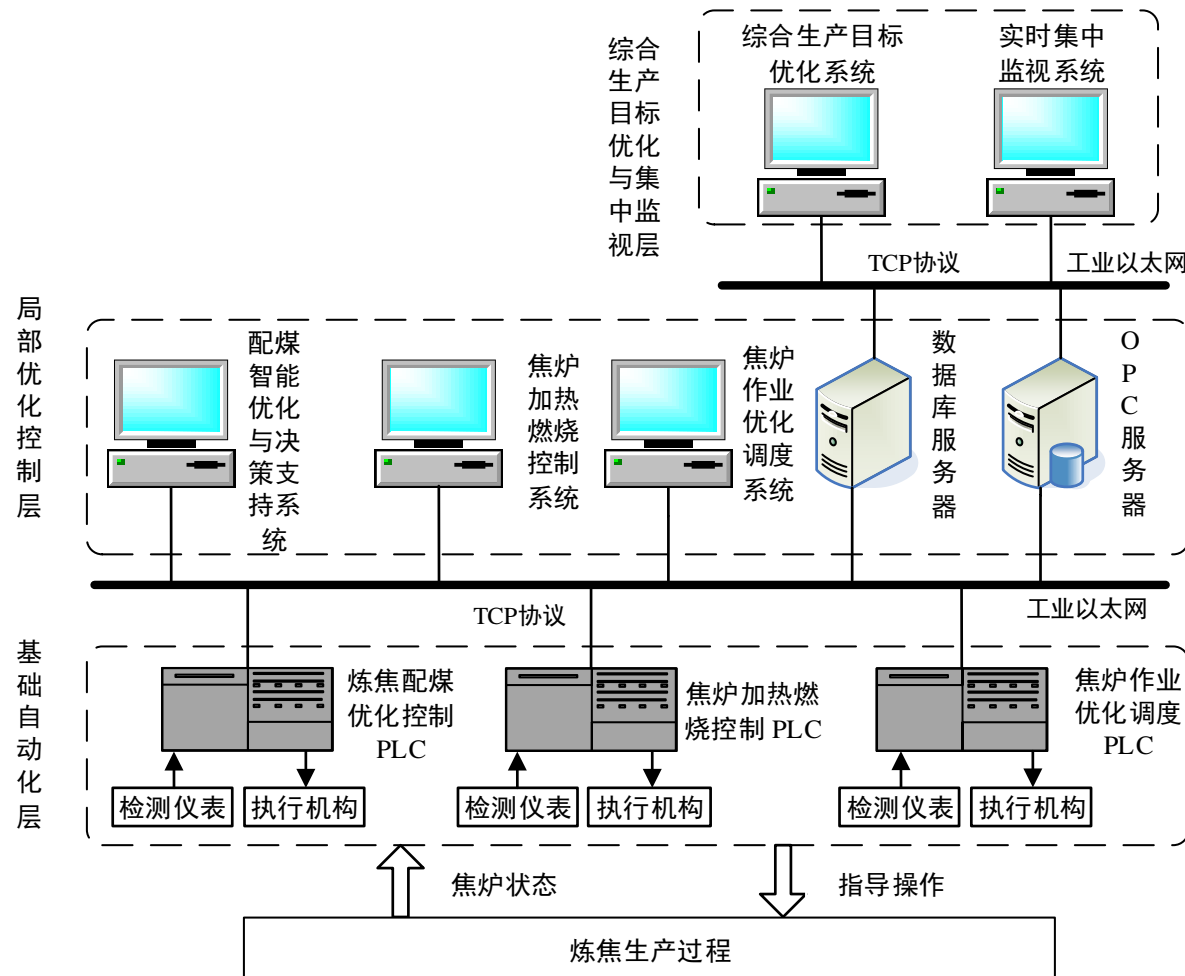 综合
生产
目标
优化
与集
中监
视层
综合生产目标
优化系统
实时集中
监视系统
TCP协议
工业以太网
局
部
优
化
控
制
层
配煤
智能
优化
与决
策支
持系
统
焦炉
加热
燃烧
控制
系统
焦炉
作业
优化
调度
系统
数
据
库
服
务
器
O
P
C
服
务
器
TCP协议
工业以太网
基
础
自
动
化
层
炼焦配煤
优化控制
PLC
焦炉加热燃
烧控制 PLC
焦炉作业
优化调度
PLC
检测仪表
执行机构
检测仪表
执行机构
检测仪表
执行机构
焦炉状态
指导操作
炼焦生产过程